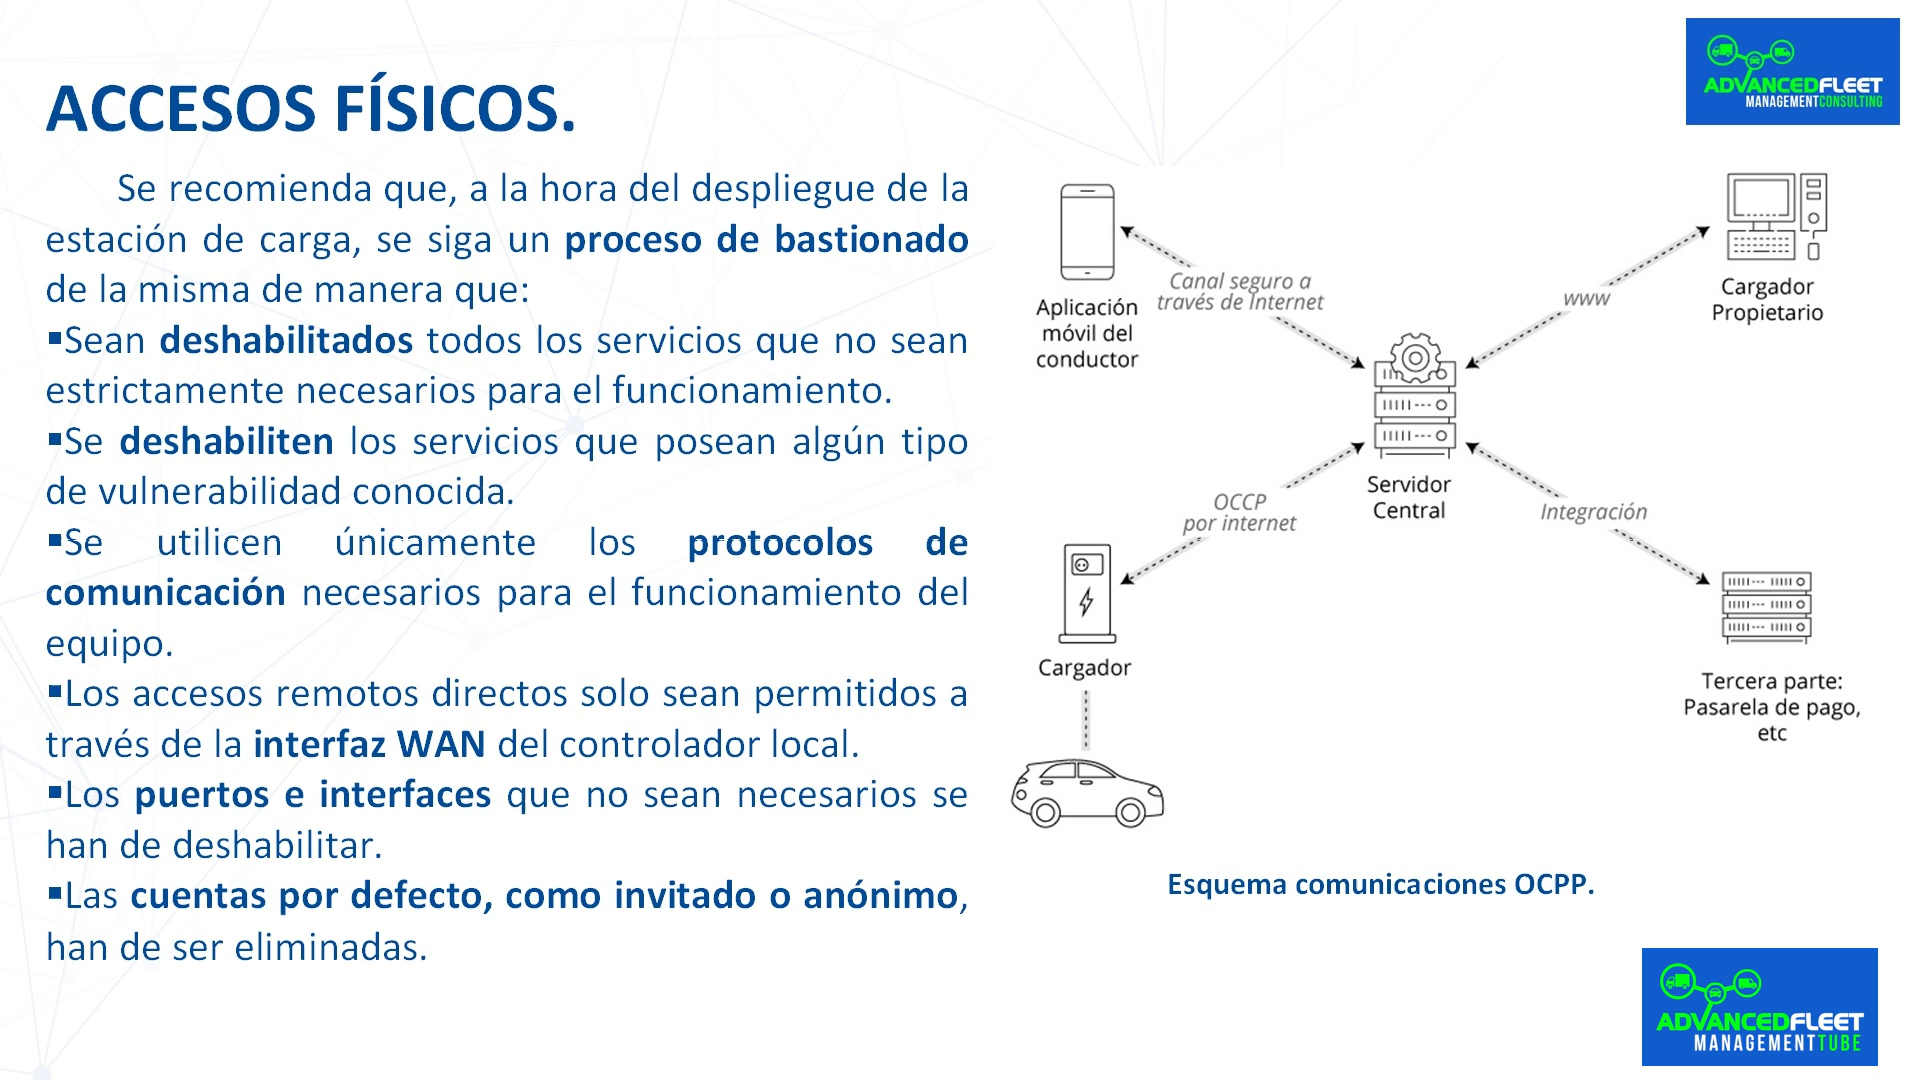 ACCESOS FÍSICOS.
Se recomienda que, a la hora del despliegue de la
estación de carga, se siga un proceso de bastionado
de la misma de manera que:
▪Sean deshabilitados todos los servicios que no sean
estrictamente necesarios para el funcionamiento.
▪Se deshabiliten los servicios que posean algún tipo
de vulnerabilidad conocida.
▪Se utilicen únicamente los protocolos de
comunicación necesarios para el funcionamiento del
equipo.
▪Los accesos remotos directos solo sean permitidos a
través de la interfaz WAN del controlador local.
▪Los puertos e interfaces que no sean necesarios se
han de deshabilitar.
▪Las cuentas por defecto, como invitado o anónimo,
han de ser eliminadas.
ADVANCEDFLEET
MANAGEMENTCONSULTING
Aplicación
móvil del
conductor
Canal seguro a
través de Internet
www
Cargador
Propietario
Servidor
Central
OCCP
por internet
Integración
Cargador
Tercera parte:
Pasarela de pago,
etc
Esquema comunicaciones OCPP.
ADVANCEDFLEET
MANAGEMENTTUBE